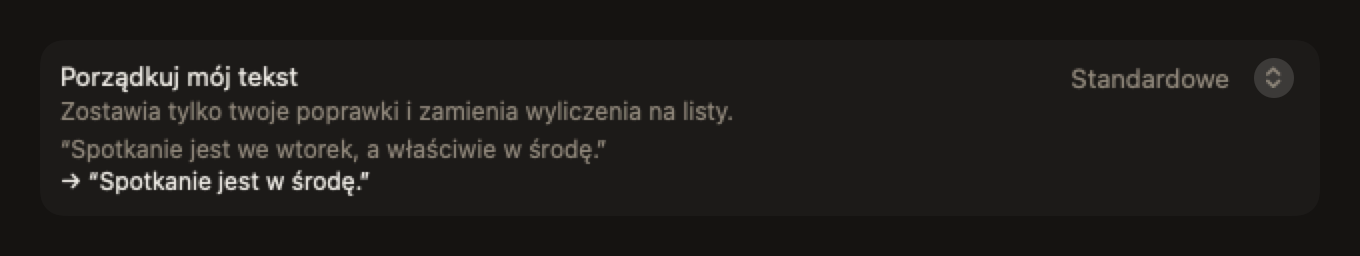 Porządkuj mój tekst
Standardowe
Zostawia tylko twoje poprawki i zamienia wyliczenia na listy.
“Spotkanie jest we wtorek, a właściwie w środę.”
→ “Spotkanie jest w środę.”